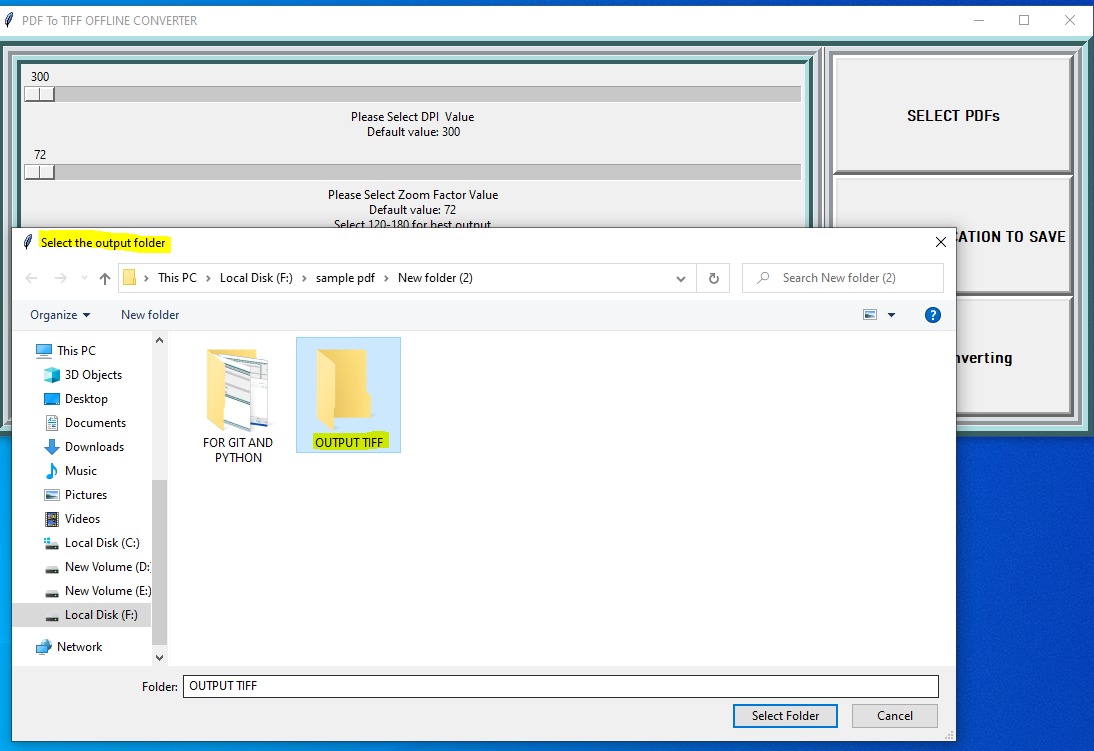 PDF To TIFF OFFLINE CONVERTER
300
Please Select DPI  Value
Default value: 300
72
Please Select Zoom Factor Value
Default value: 72
Select 120-180 for best output
SELECT PDFs
ATION TO SAVE
nverting
Select the output folder
This PC > Local Disk (F:) > sample pdf > New folder (2)
Search New folder (2)
Organize
New folder
?
This PC
3D Objects
Desktop
Documents
Downloads
Music
Pictures
Videos
Local Disk (C:)
New Volume (D:
New Volume (E:)
Local Disk (F:)
Network
FOR GIT AND
PYTHON
OUTPUT TIFF
Folder: OUTPUT TIFF
Select Folder
Cancel